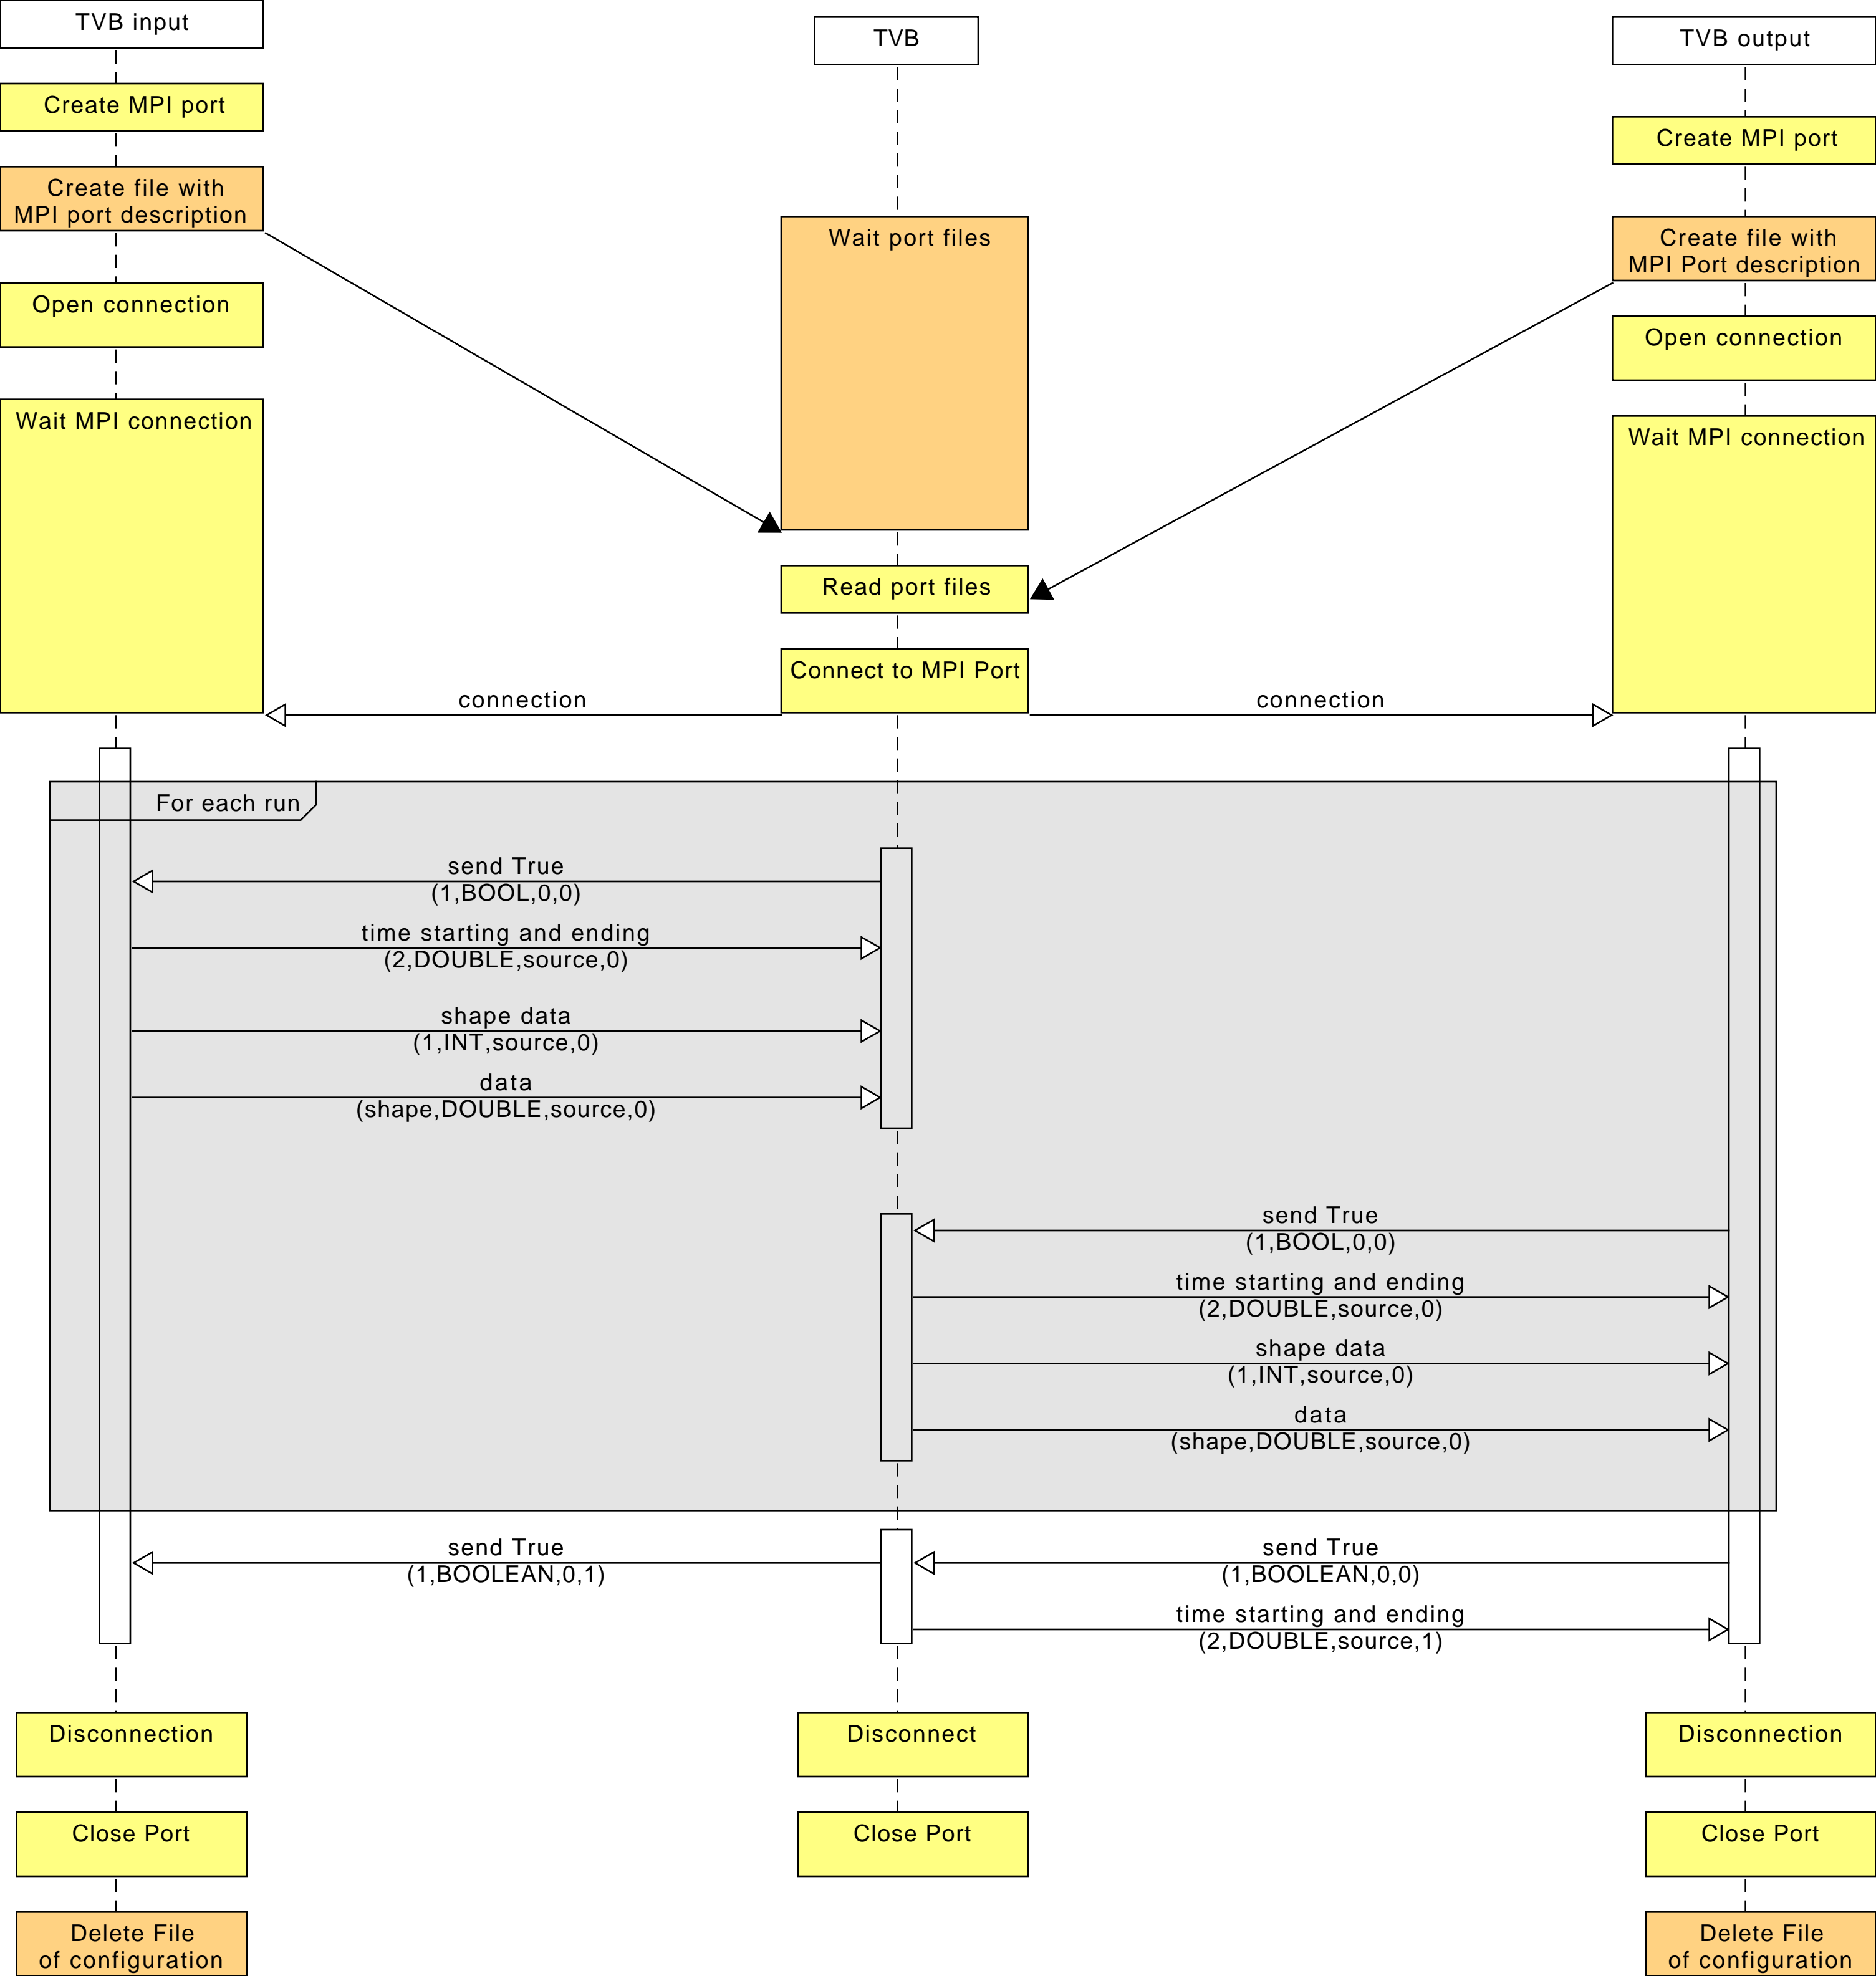 TVB input
TVB
TVB output
Create MPI port
Create MPI port
Create file with
MPI port description
Wait port files
Create file with
MPI Port description
Open connection
Open connection
Wait MPI connection
Wait MPI connection
Read port files
Connect to MPI Port
connection
connection
For each run
send True
(1,BOOL,0,0)
time starting and ending
(2,DOUBLE,source,0)
shape data
(1,INT,source,0)
data
(shape,DOUBLE,source,0)
send True
(1,BOOL,0,0)
time starting and ending
(2,DOUBLE,source,0)
shape data
(1,INT,source,0)
data
(shape,DOUBLE,source,0)
send True
(1,BOOLEAN,0,1)
send True
(1,BOOLEAN,0,0)
time starting and ending
(2,DOUBLE,source,1)
Disconnection
Disconnect
Disconnection
Close Port
Close Port
Close Port
Delete File
of configuration
Delete File
of configuration